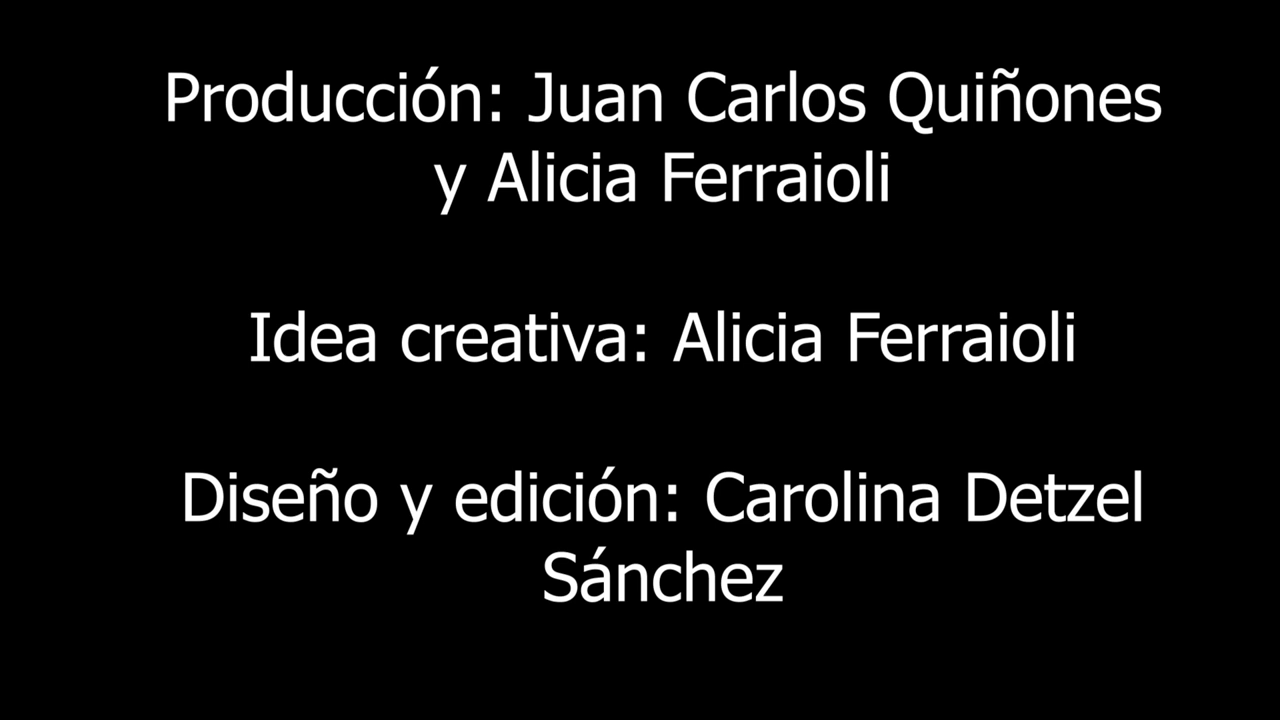 Producción: Juan Carlos Quiñones
y Alicia Ferraioli
Idea creativa: Alicia Ferraioli
Diseño y edición: Carolina Detzel
Sánchez